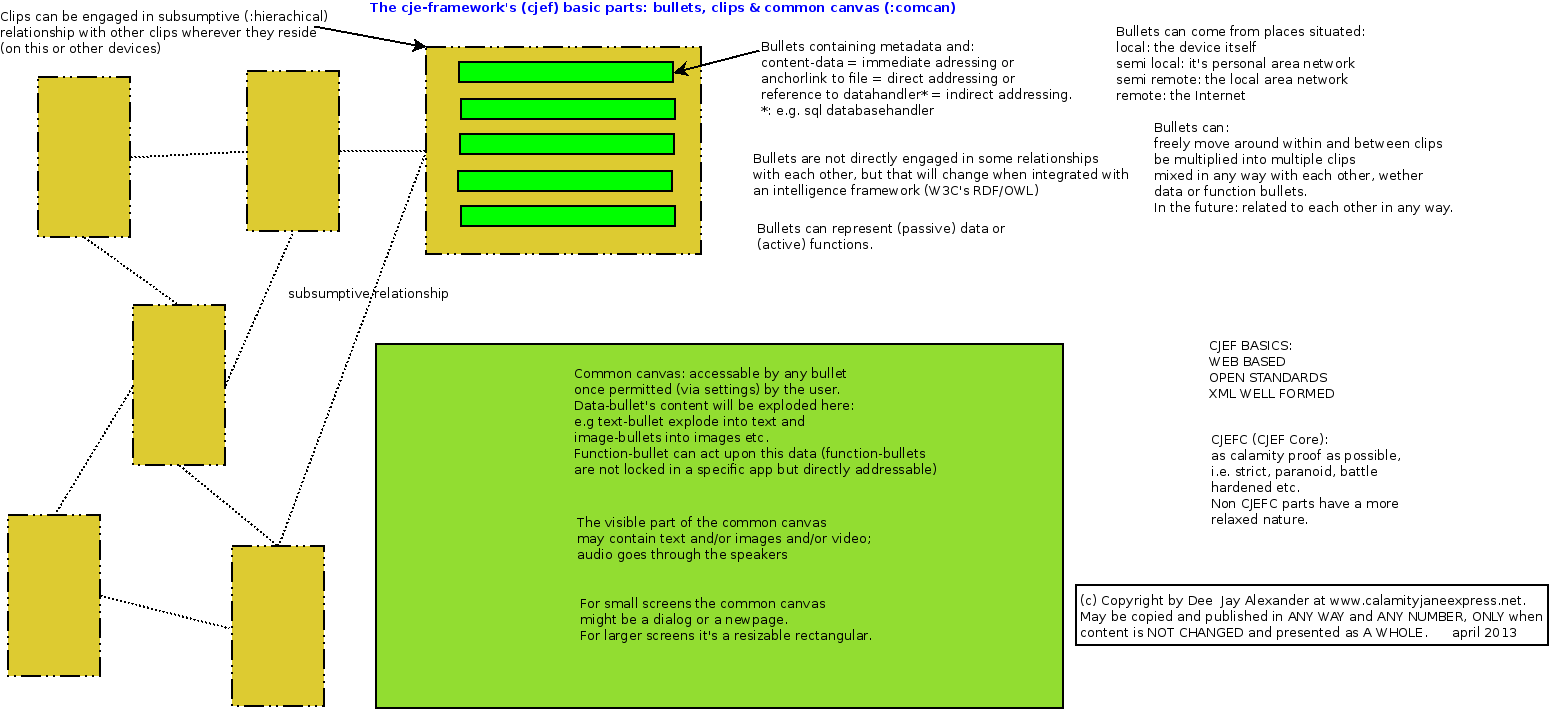 The cje-framework's (cjef) basic parts: bullets, clips & common canvas (:comcan)
Clips can be engaged in subsumptive (:hierachical)
relationship with other clips wherever they reside
(on this or other devices)
Bullets containing metadata and:
content-data = immediate adressing or
anchorlink to file = direct addressing or
reference to datahandler* = indirect addressing.
*: e.g. sql databasehandler
Bullets are not directly engaged in some relationships
with each other, but that will change when integrated with
an intelligence framework (W3C's RDF/OWL)
Bullets can represent (passive) data or
(active) functions.
Bullets can come from places situated:
local: the device itself
semi local: it's personal area network
semi remote: the local area network
remote: the Internet
Bullets can:
freely move around within and between clips
be multiplied into multiple clips
mixed in any way with each other, wether
data or function bullets.
In the future: related to each other in any way.
subsumptive relationship
Common canvas: accessable by any bullet
once permitted (via settings) by the user.
Data-bullet's content will be exploded here:
e.g text-bullet explode into text and
image-bullets into images etc.
Function-bullet can act upon this data (function-bullets
are not locked in a specific app but directly addressable)
The visible part of the common canvas
may contain text and/or images and/or video;
audio goes through the speakers
For small screens the common canvas
might be a dialog or a newpage.
For larger screens it's a resizable rectangular.
CJEF BASICS:
WEB BASED
OPEN STANDARDS
XML WELL FORMED
CJEFC (CJEF Core):
as calamity proof as possible,
i.e. strict, paranoid, battle
hardened etc.
Non CJEFC parts have a more
relaxed nature.
(c) Copyright by Dee Jay Alexander at www.calamityjaneexpress.net.
May be copied and published in ANY WAY and ANY NUMBER, ONLY when
content is NOT CHANGED and presented as A WHOLE. april 2013